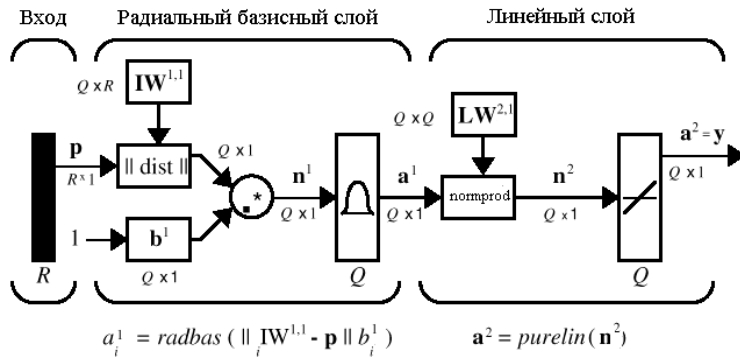 Вход
Радиальный базисный слой
Линейный слой
Q x R
IW¹,¹
Q x Q
LW²,¹
p
R x 1
|| dist ||
Q x 1
.*
n¹
Q x 1
a¹
Q x 1
normprod
n²
Q x 1
a² = y
Q x 1
1
b¹
Q x 1
R
Q
Q
aᵢ¹ = radbas ( || ᵢIW¹,¹ - p || bᵢ¹ )
a² = purelin( n² )